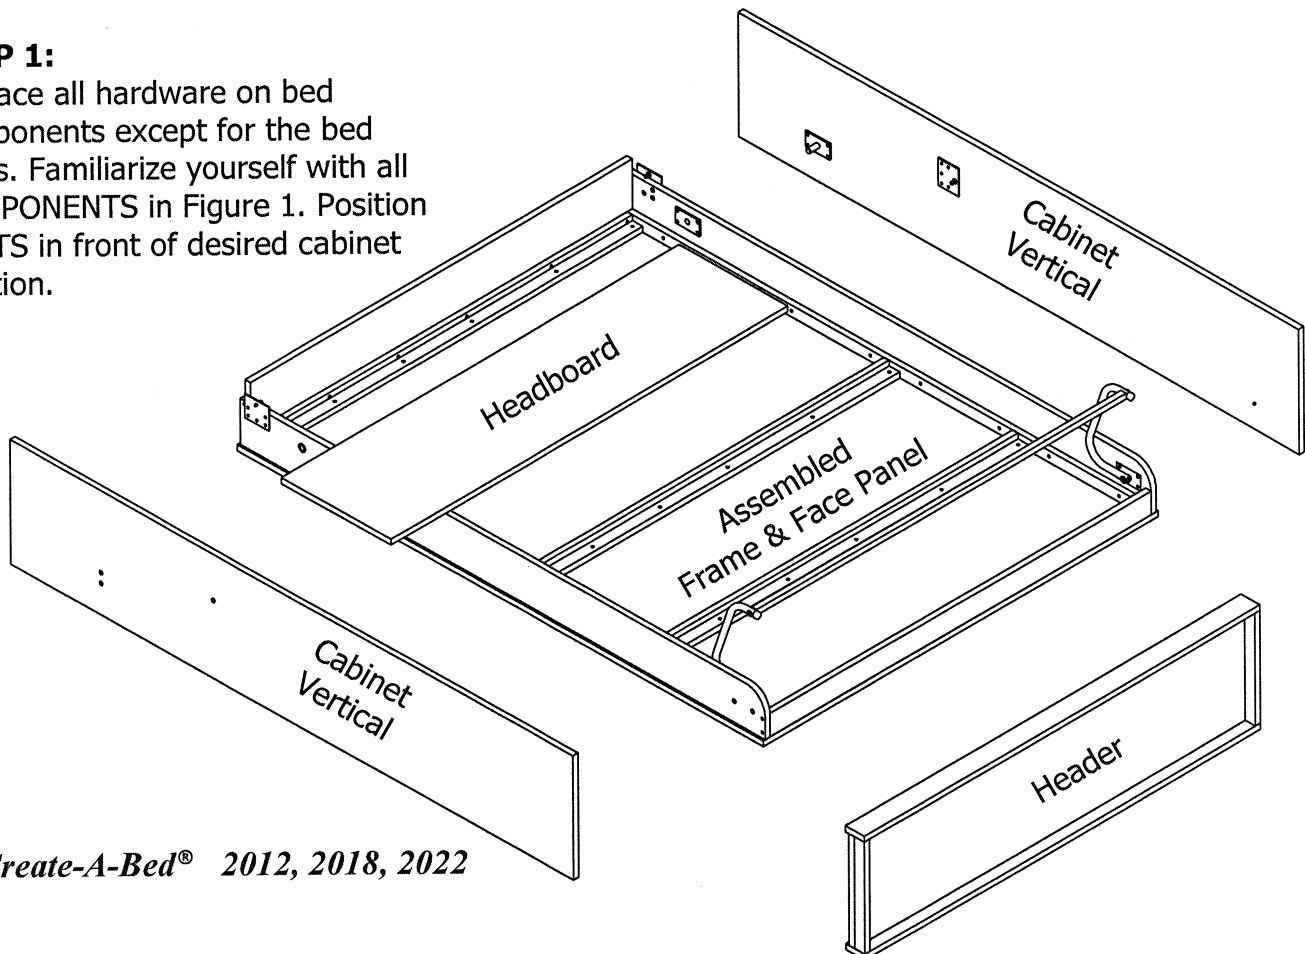 P 1:
ace all hardware on bed
ponents except for the bed
s. Familiarize yourself with all
PONENTS in Figure 1. Position
TS in front of desired cabinet
tion.
Cabinet
Vertical
Headboard
Assembled
Frame & Face Panel
Cabinet
Vertical
Header
reate-A-Bed® 2012, 2018, 2022